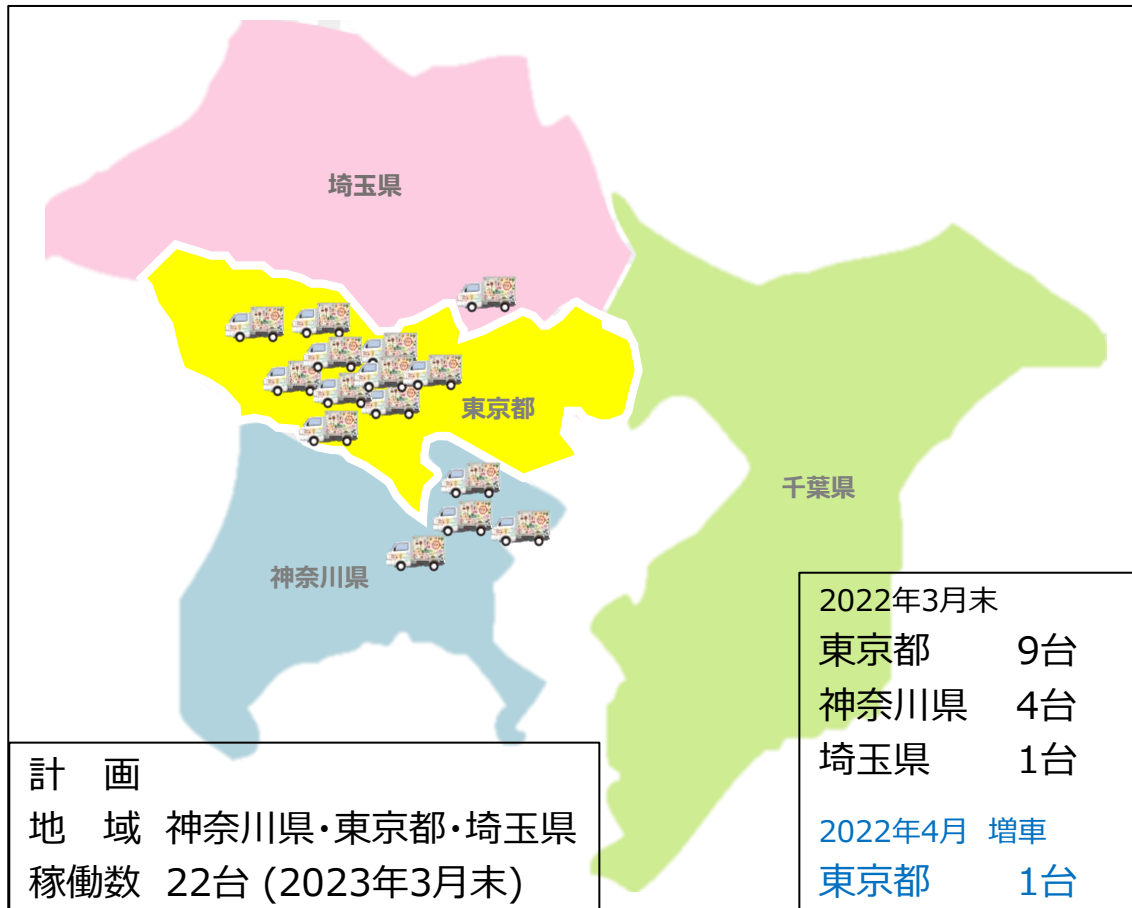 埼玉県
東京都
千葉県
神奈川県
2022年3月末
東京都 9台
神奈川県 4台
埼玉県 1台
2022年4月 増車
東京都 1台
計 画
地 域 神奈川県・東京都・埼玉県
稼働数 22台 (2023年3月末)